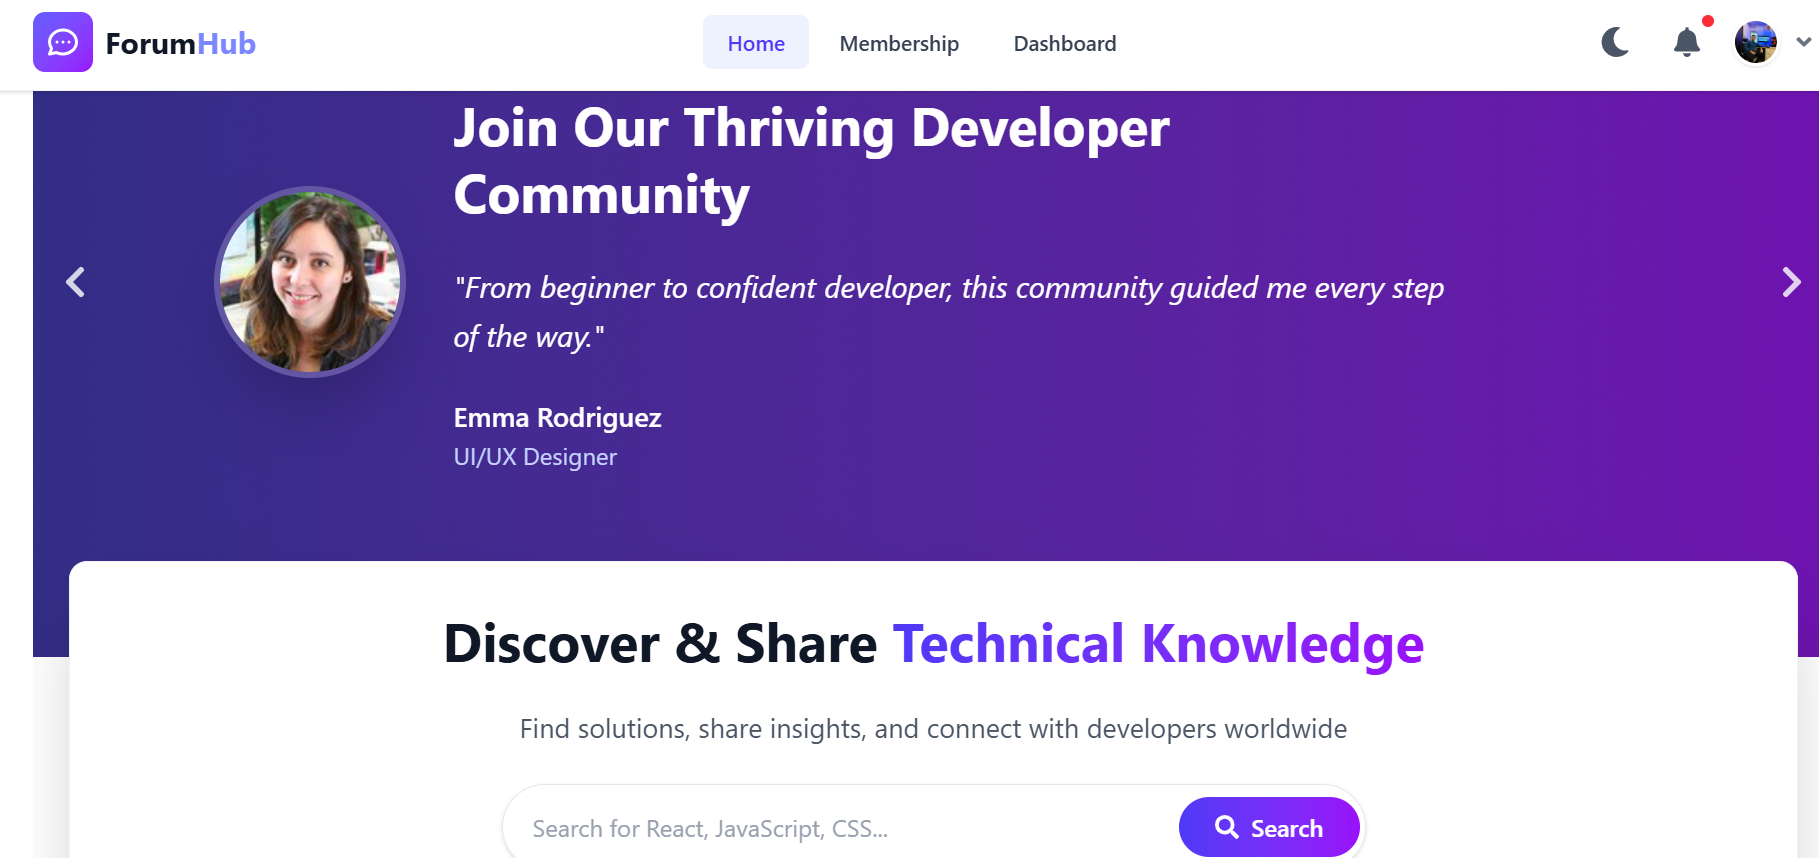 ForumHub
Home
Membership
Dashboard
Join Our Thriving Developer
Community
"From beginner to confident developer, this community guided me every step
of the way."
Emma Rodriguez
UI/UX Designer
Discover & Share Technical Knowledge
Find solutions, share insights, and connect with developers worldwide
Search for React, JavaScript, CSS...
Search